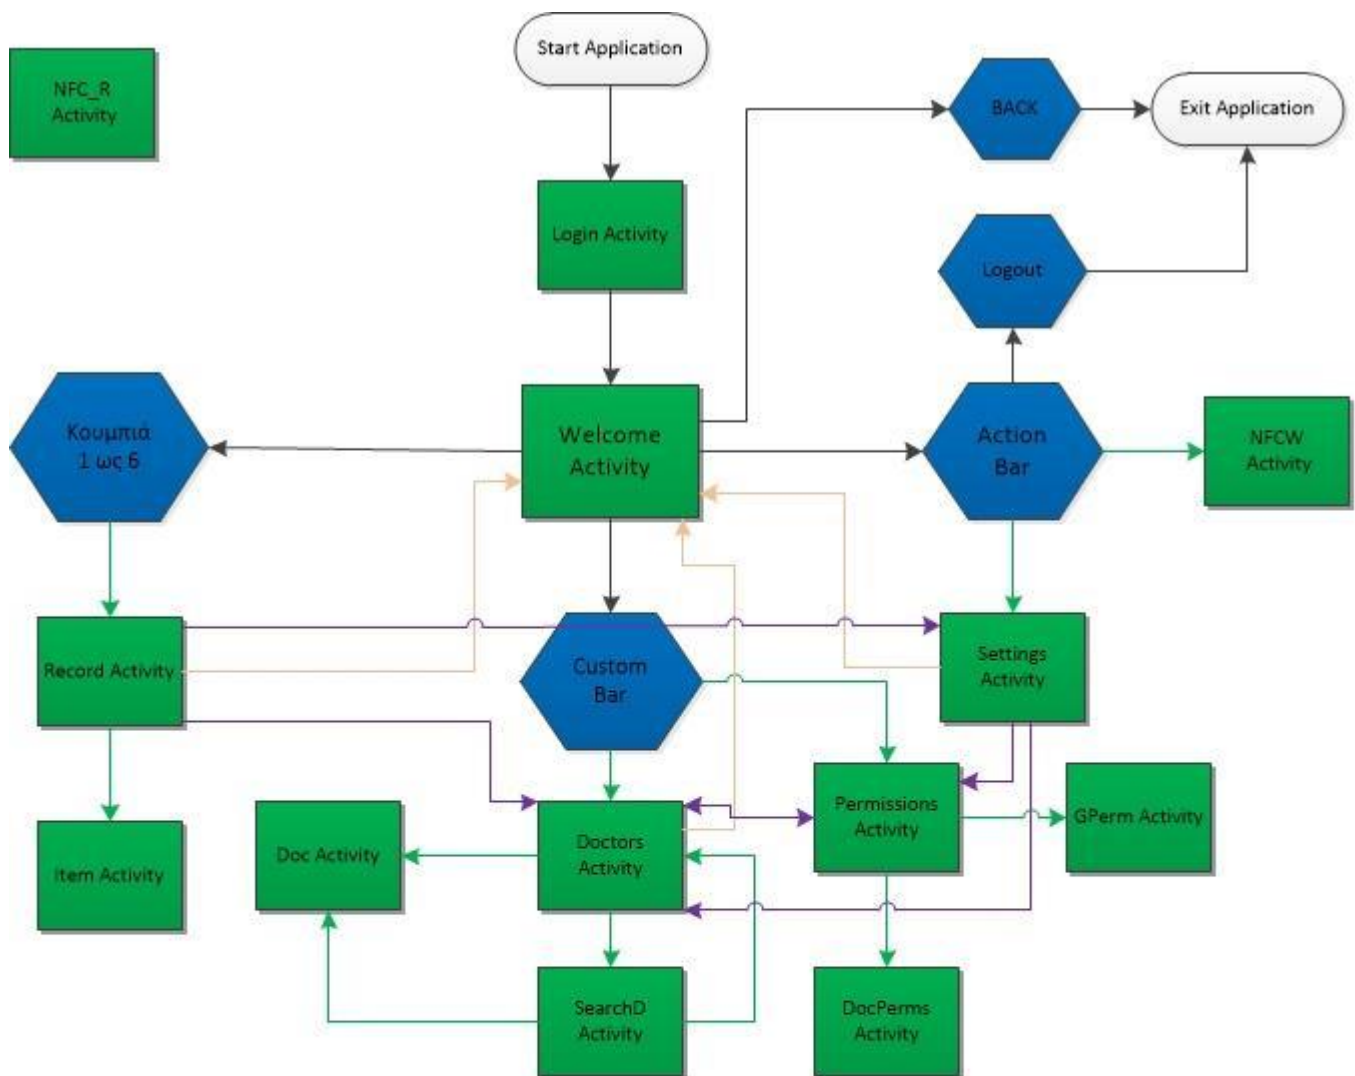 Start Application
NFC_R
Activity
BACK
Exit Application
Login Activity
Logout
Κουμπιά
1 ως 6
Welcome
Activity
Action
Bar
NFCW
Activity
Record Activity
Custom
Bar
Settings
Activity
Item Activity
Doc Activity
Doctors
Activity
Permissions
Activity
GPerm Activity
SearchD
Activity
DocPerms
Activity